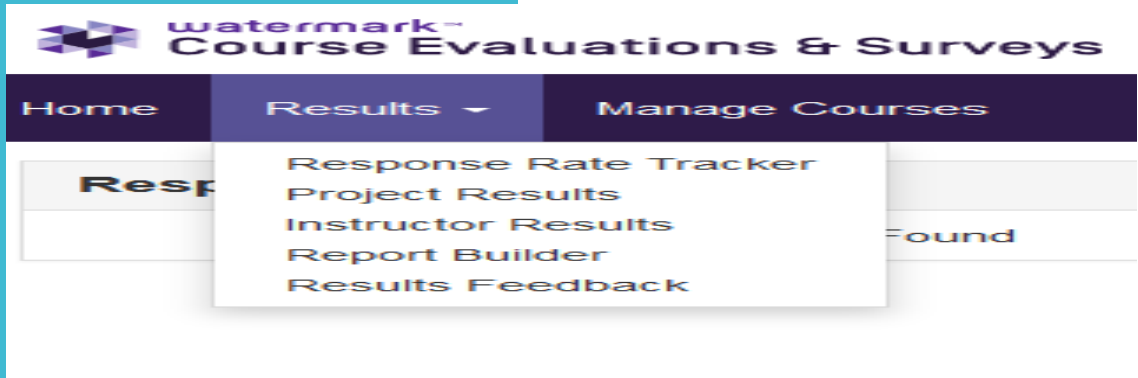 watermark™
Course Evaluations & Surveys
Home Results Manage Courses
Response Rate Tracker
Resp
Project Results
Instructor Results
Found
Report Builder
Results Feedback